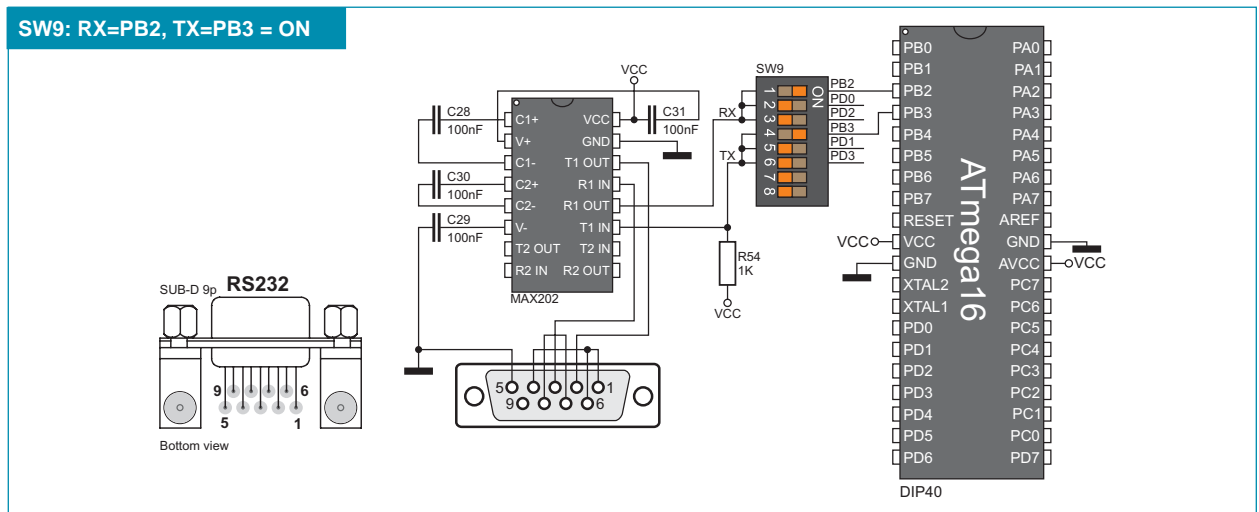 SW9: RX=PB2, TX=PB3 = ON
VCC
C28
100nF
C30
100nF
C29
100nF
C31
100nF
C1+
V+
C1-
C2+
C2-
V-
T2 OUT
R2 IN
VCC
GND
T1 OUT
R1 IN
R1 OUT
T1 IN
T2 IN
R2 OUT
MAX202
SW9
ON
1
2
3
4
5
6
7
8
RX
TX
PB2
PD0
PD2
PB3
PD1
PD3
R54
1K
VCC
SUB-D 9p
RS232
9
6
5
1
Bottom view
5
1
9
6
ATmega16
PB0
PB1
PB2
PB3
PB4
PB5
PB6
PB7
RESET
VCC
GND
XTAL2
XTAL1
PD0
PD1
PD2
PD3
PD4
PD5
PD6
PA0
PA1
PA2
PA3
PA4
PA5
PA6
PA7
AREF
GND
AVCC
PC7
PC6
PC5
PC4
PC3
PC2
PC1
PC0
PD7
VCC
VCC
DIP40